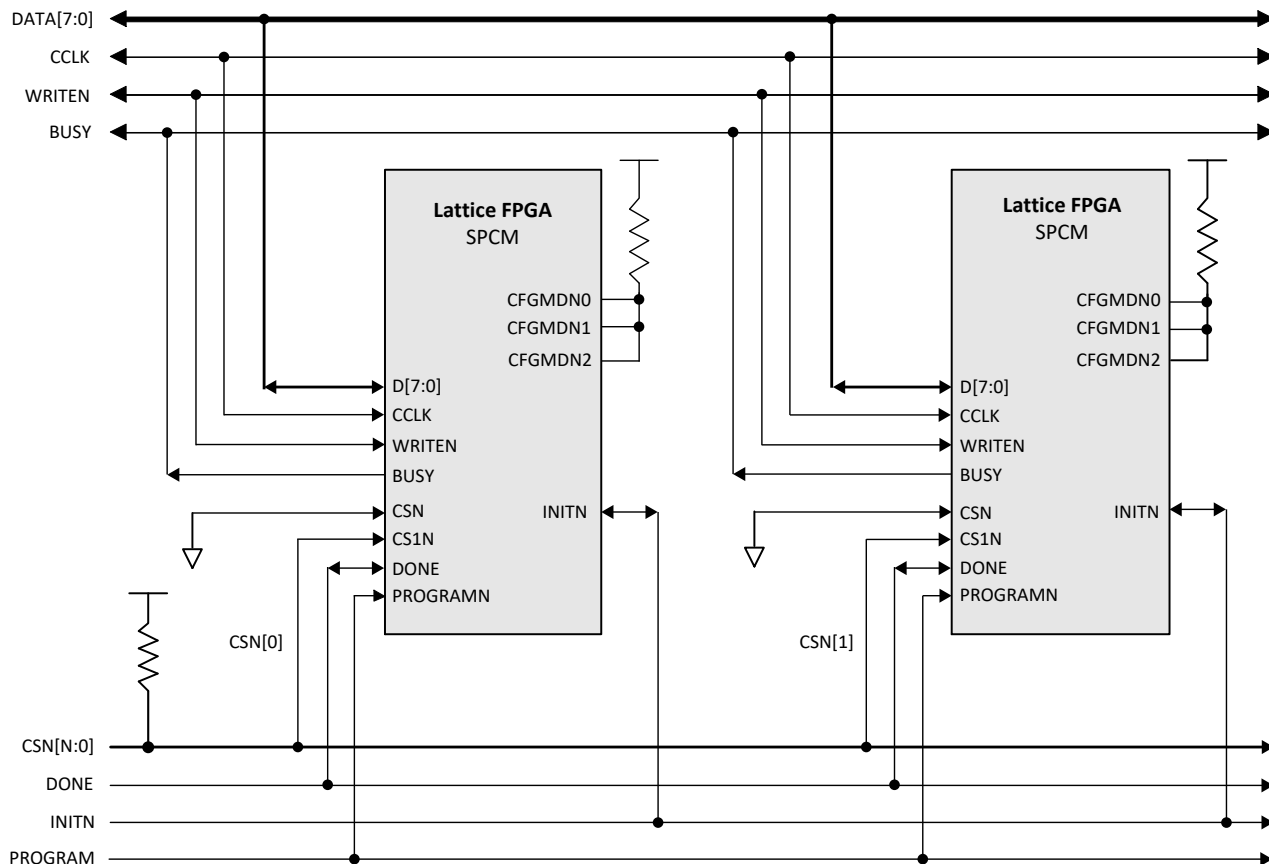 DATA[7:0]
CCLK
WRITEN
BUSY
Lattice FPGA
SPCM
CFGMDN0
CFGMDN1
CFGMDN2
D[7:0]
CCLK
WRITEN
BUSY
CSN
INITN
CS1N
DONE
PROGRAMN
CSN[0]
Lattice FPGA
SPCM
CFGMDN0
CFGMDN1
CFGMDN2
D[7:0]
CCLK
WRITEN
BUSY
CSN
INITN
CS1N
DONE
PROGRAMN
CSN[1]
CSN[N:0]
DONE
INITN
PROGRAM